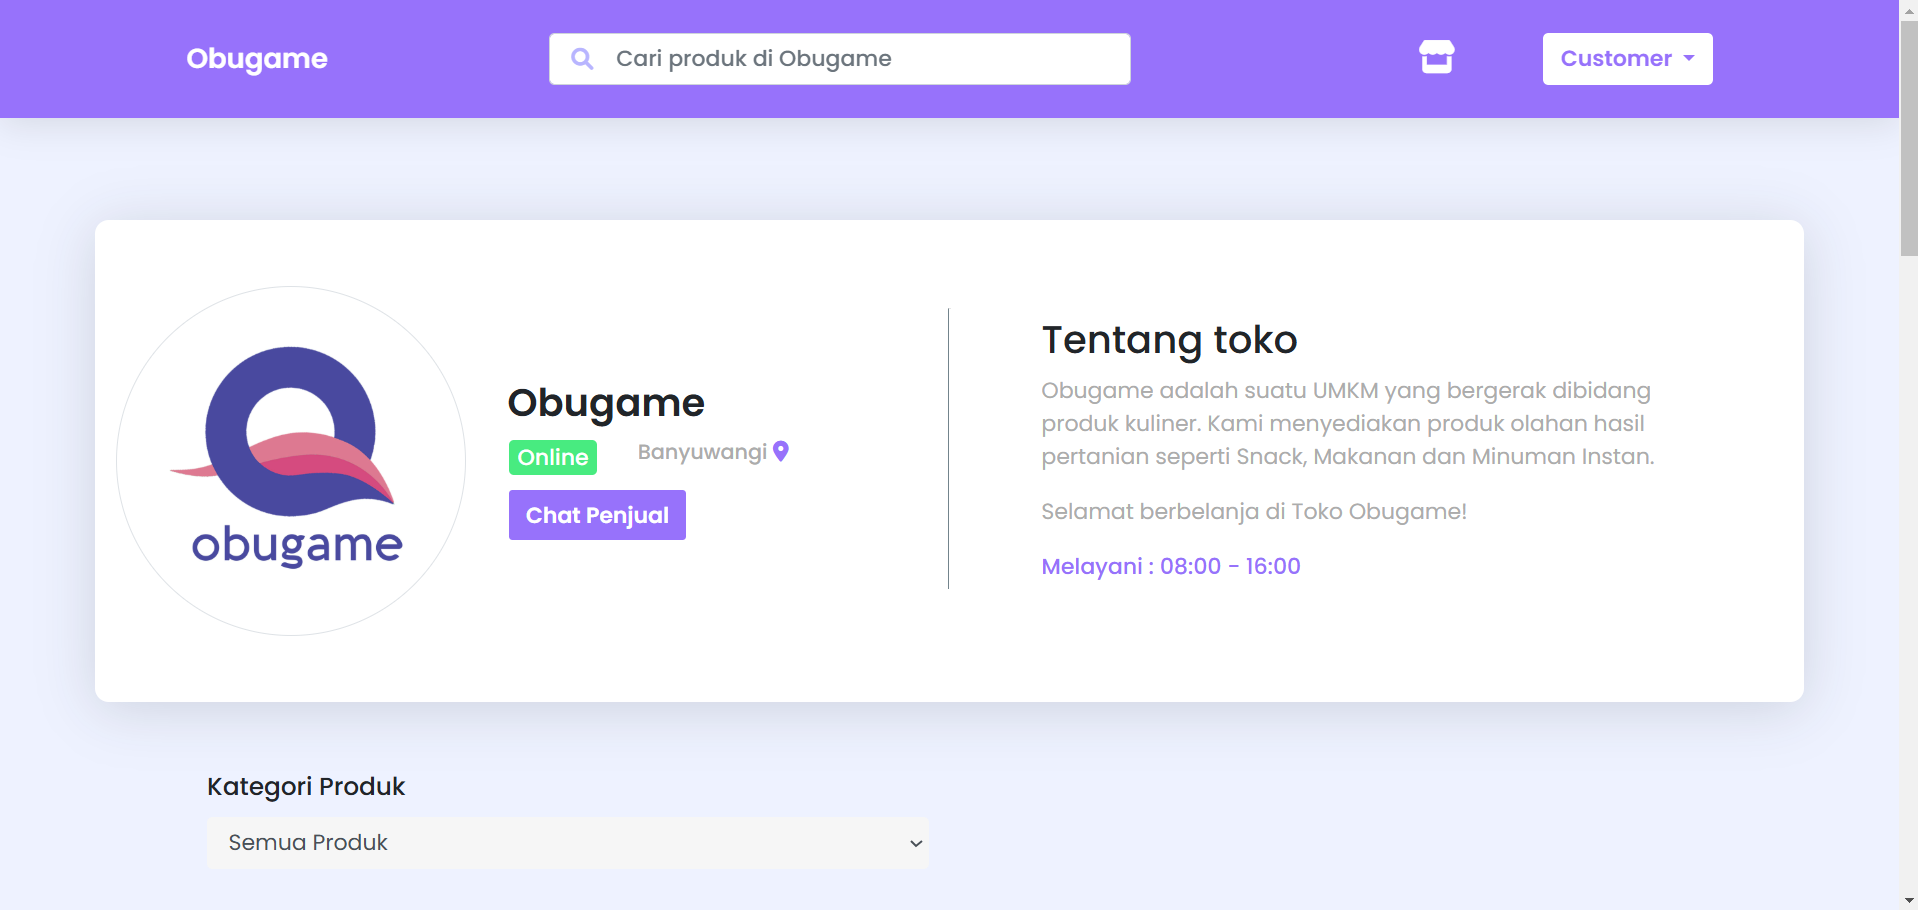 Obugame
Cari produk di Obugame
Customer
obugame
Obugame
Online
Banyuwangi
Chat Penjual
Tentang toko
Obugame adalah suatu UMKM yang bergerak dibidang
produk kuliner. Kami menyediakan produk olahan hasil
pertanian seperti Snack, Makanan dan Minuman Instan.
Selamat berbelanja di Toko Obugame!
Melayani : 08:00 - 16:00
Kategori Produk
Semua Produk